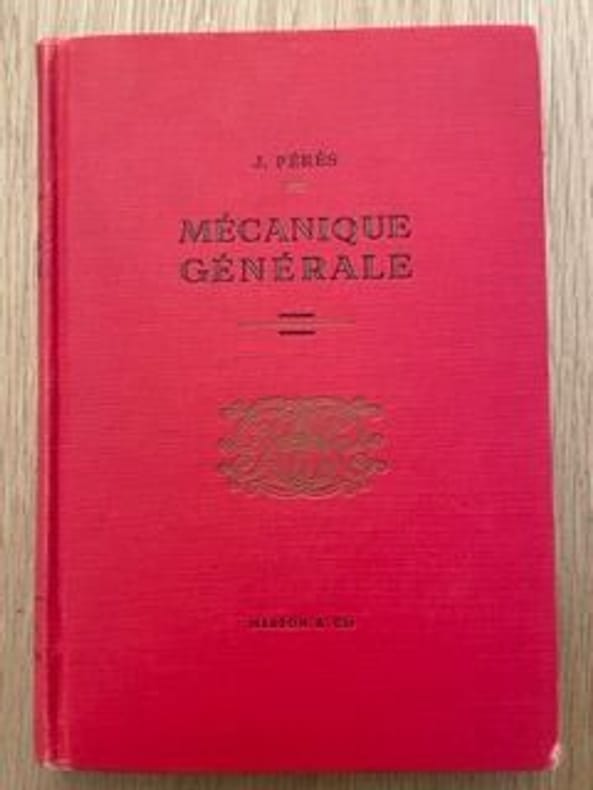 J. PÉRÈS
MÉCANIQUE
GÉNÉRALE
MASSON & Cie